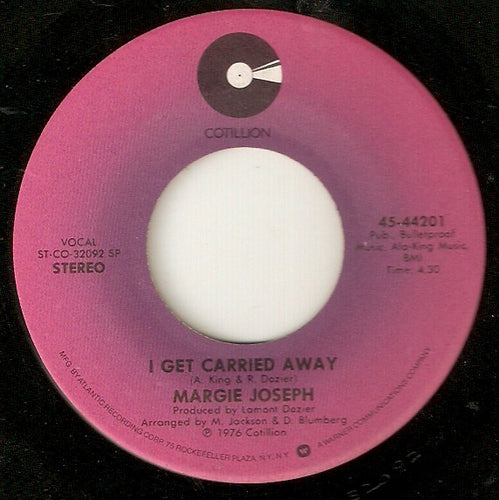 COTILLION
VOCAL
ST-CO-32092 SP
STEREO
45-44201
Pub., Bulletproof
Music, Ala-King Music,
BMI
Time: 4:30
I GET CARRIED AWAY
(A. King & R. Dozier)
MARGIE JOSEPH
Produced by Lamont Dozier
Arranged by M. Jackson & D. Blumberg
℗ 1976 Cotillion
MFG. BY ATLANTIC RECORDING CORP. 75 ROCKEFELLER PLAZA, N.Y. N.Y.
A WARNER COMMUNICATIONS COMPANY